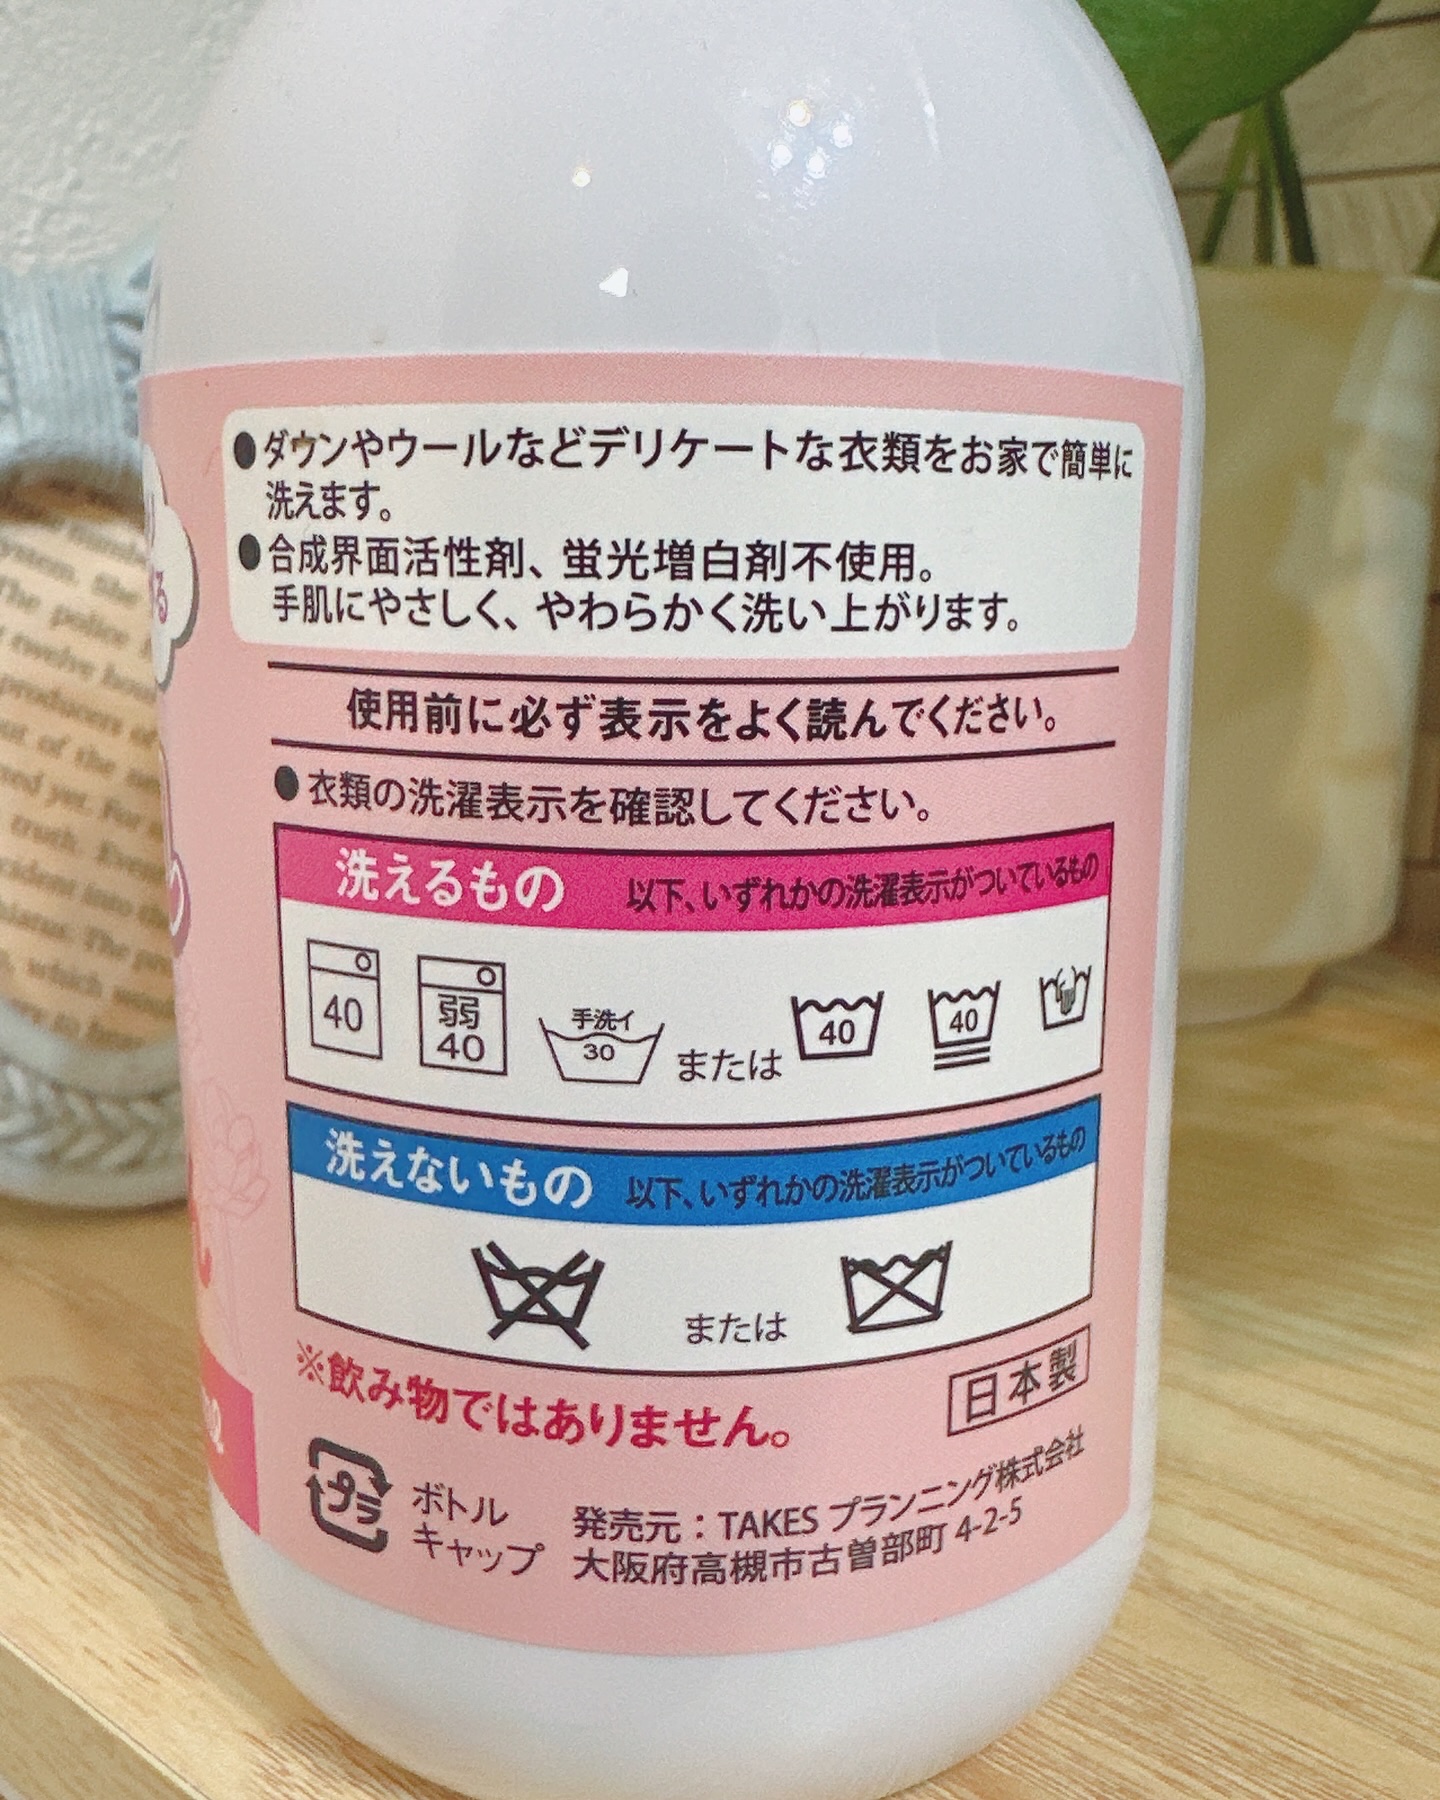 ●ダウンやウールなどデリケートな衣類をお家で簡単に
洗えます。
●合成界面活性剤、蛍光増白剤不使用。
手肌にやさしく、やわらかく洗い上がります。
使用前に必ず表示をよく読んでください。
●衣類の洗濯表示を確認してください。
洗えるもの 以下、いずれかの洗濯表示がついているもの
40
弱
40
手洗イ
30
または
40
40
洗えないもの 以下、いずれかの洗濯表示がついているもの
または
※飲み物ではありません。
日本製
プラ
ボトル
キャップ
発売元：TAKES プランニング株式会社
大阪府高槻市古曽部町 4-2-5